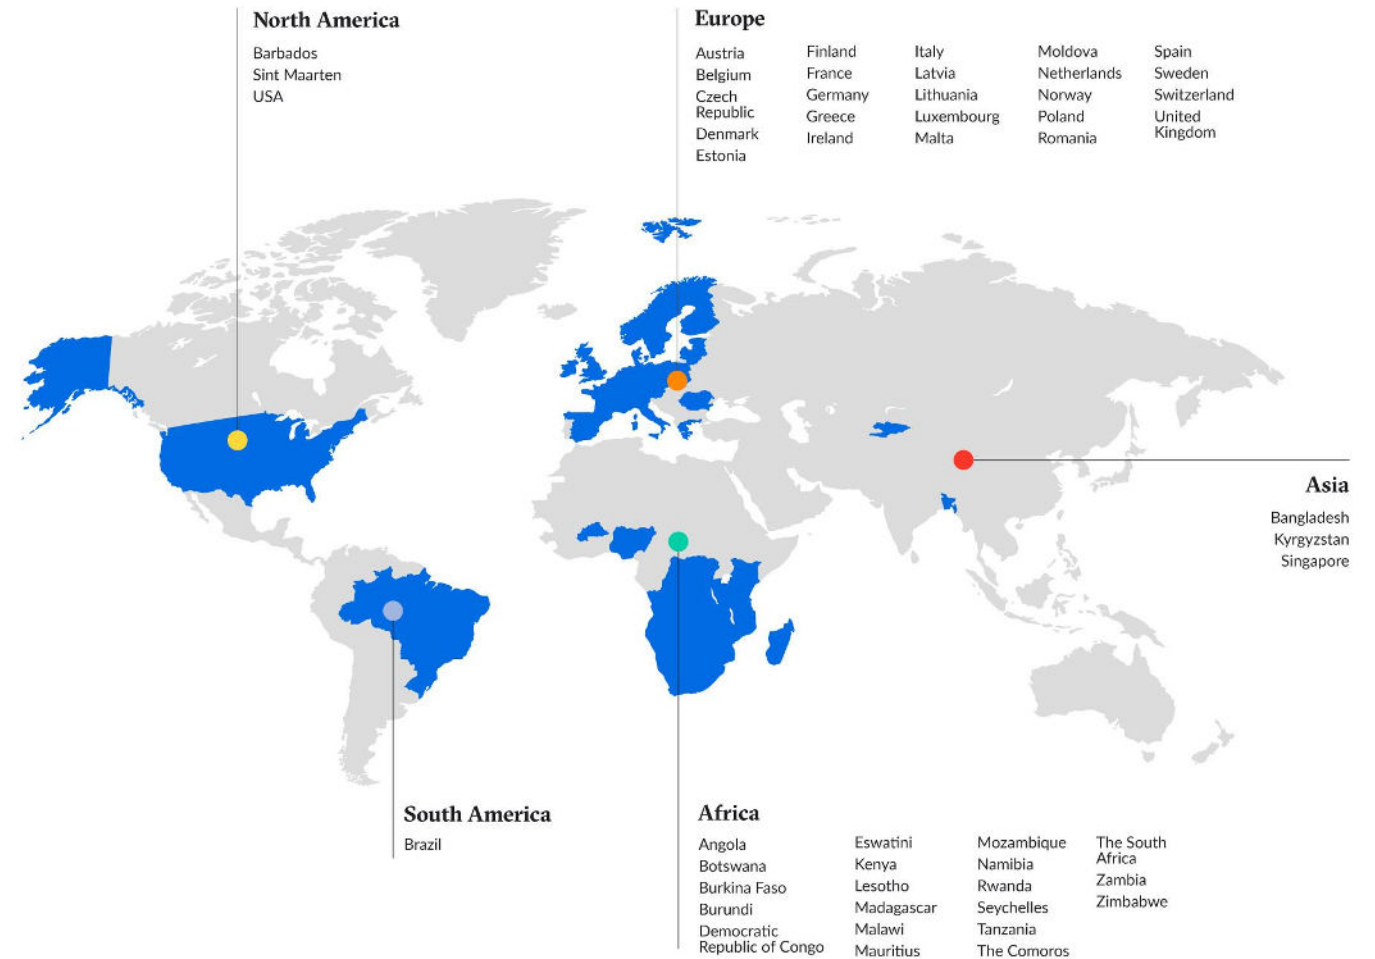 North America
Barbados
Sint Maarten
USA
Europe
Austria
Belgium
Czech
Republic
Denmark
Estonia
Finland
France
Germany
Greece
Ireland
Italy
Latvia
Lithuania
Luxembourg
Malta
Moldova
Netherlands
Norway
Poland
Romania
Spain
Sweden
Switzerland
United
Kingdom
Asia
Bangladesh
Kyrgyzstan
Singapore
South America
Brazil
Africa
Angola
Botswana
Burkina Faso
Burundi
Democratic
Republic of Congo
Eswatini
Kenya
Lesotho
Madagascar
Malawi
Mauritius
Mozambique
Namibia
Rwanda
Seychelles
Tanzania
The Comoros
The South
Africa
Zambia
Zimbabwe